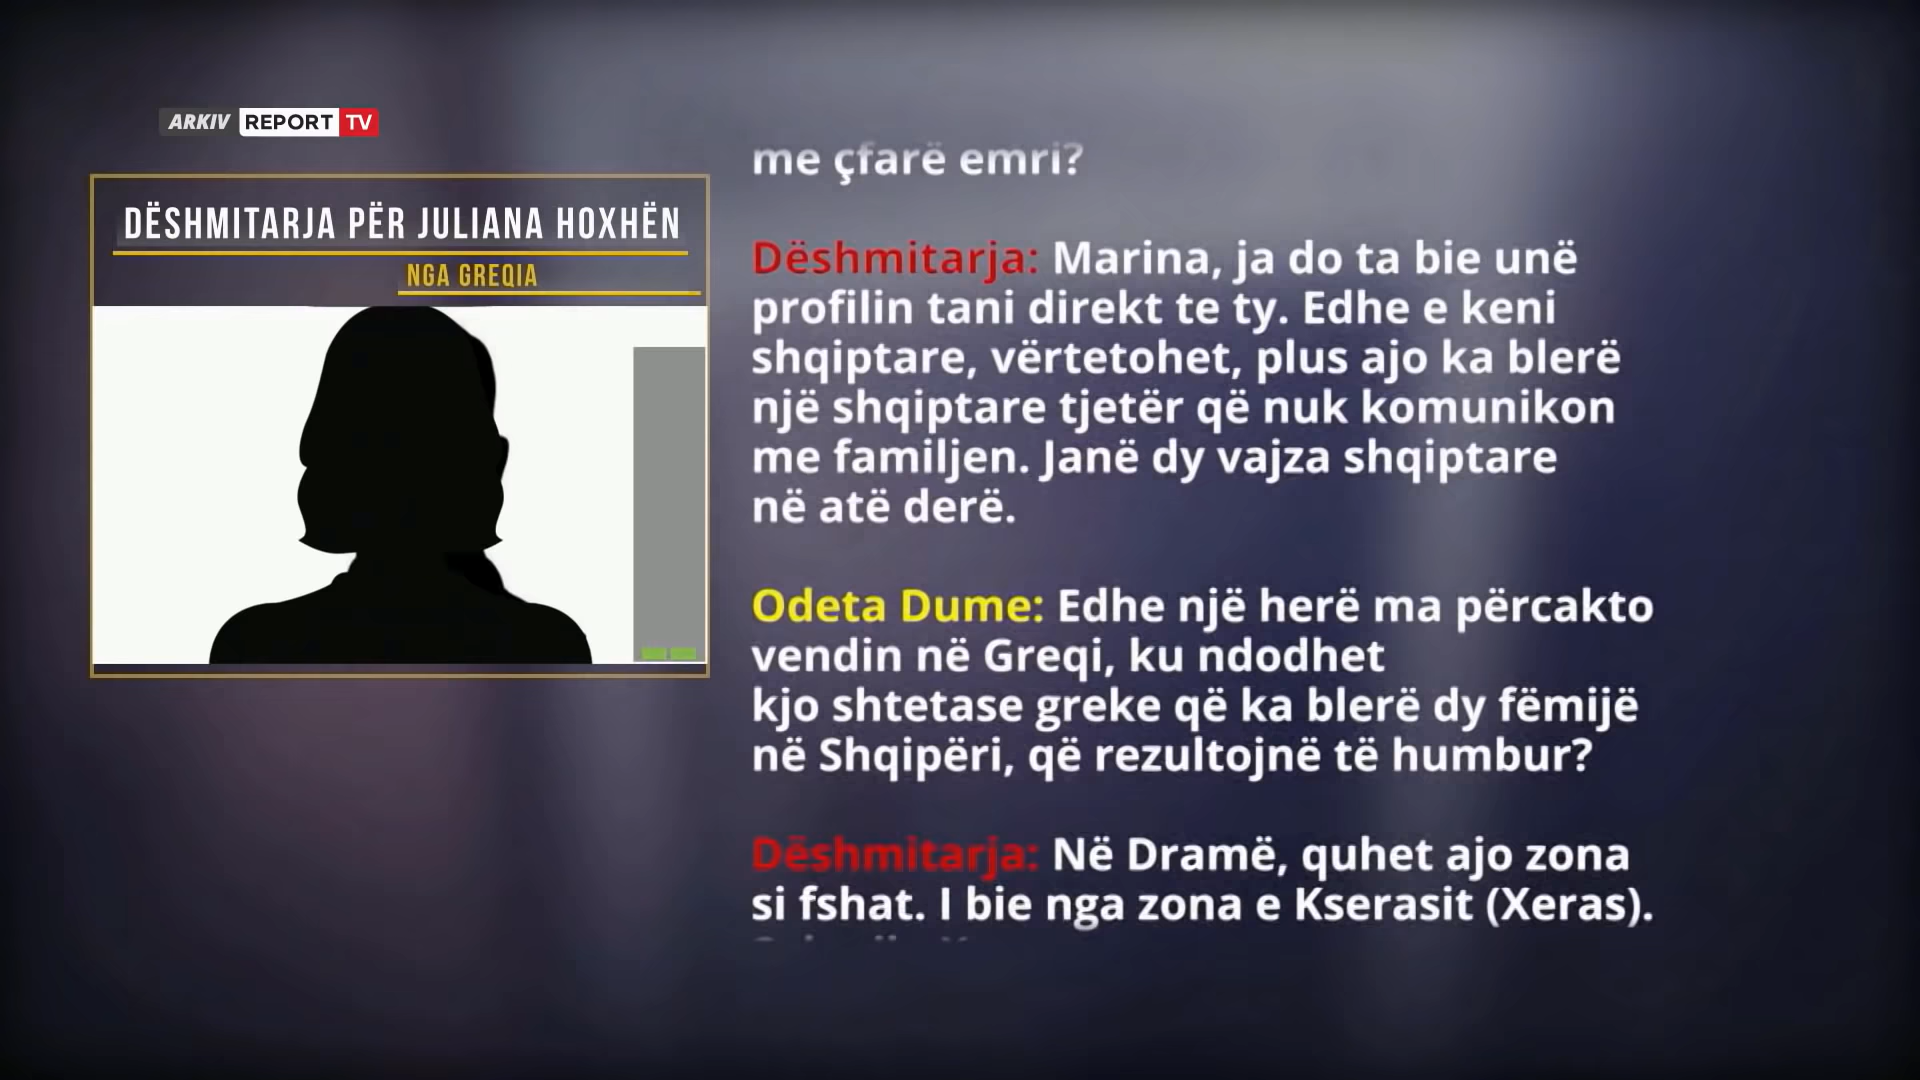 ARKIV REPORT TV
DËSHMITARJA PËR JULIANA HOXHËN
NGA GREQIA
me çfarë emri?
Dëshmitarja: Marina, ja do ta bie unë
profilin tani direkt te ty. Edhe e keni
shqiptare, vërtetohet, plus ajo ka blerë
një shqiptare tjetër që nuk komunikon
me familjen. Janë dy vajza shqiptare
në atë derë.
Odeta Dume: Edhe një herë ma përcakto
vendin në Greqi, ku ndodhet
kjo shtetase greke që ka blerë dy fëmijë
në Shqipëri, që rezultojnë të humbur?
Dëshmitarja: Në Dramë, quhet ajo zona
si fshat. I bie nga zona e Kserasit (Xeras).